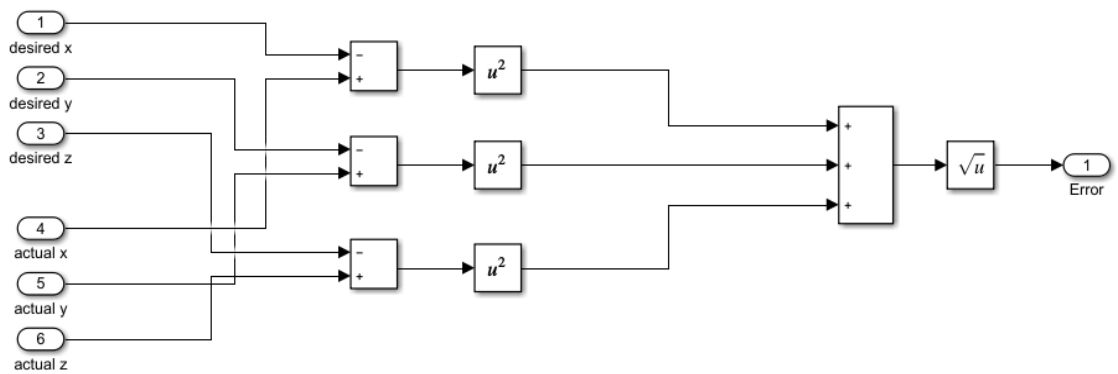 1
desired x
2
desired y
3
desired z
4
actual x
5
actual y
6
actual z
−
+
−
+
−
+
u²
u²
u²
+
+
+
√u
1
Error